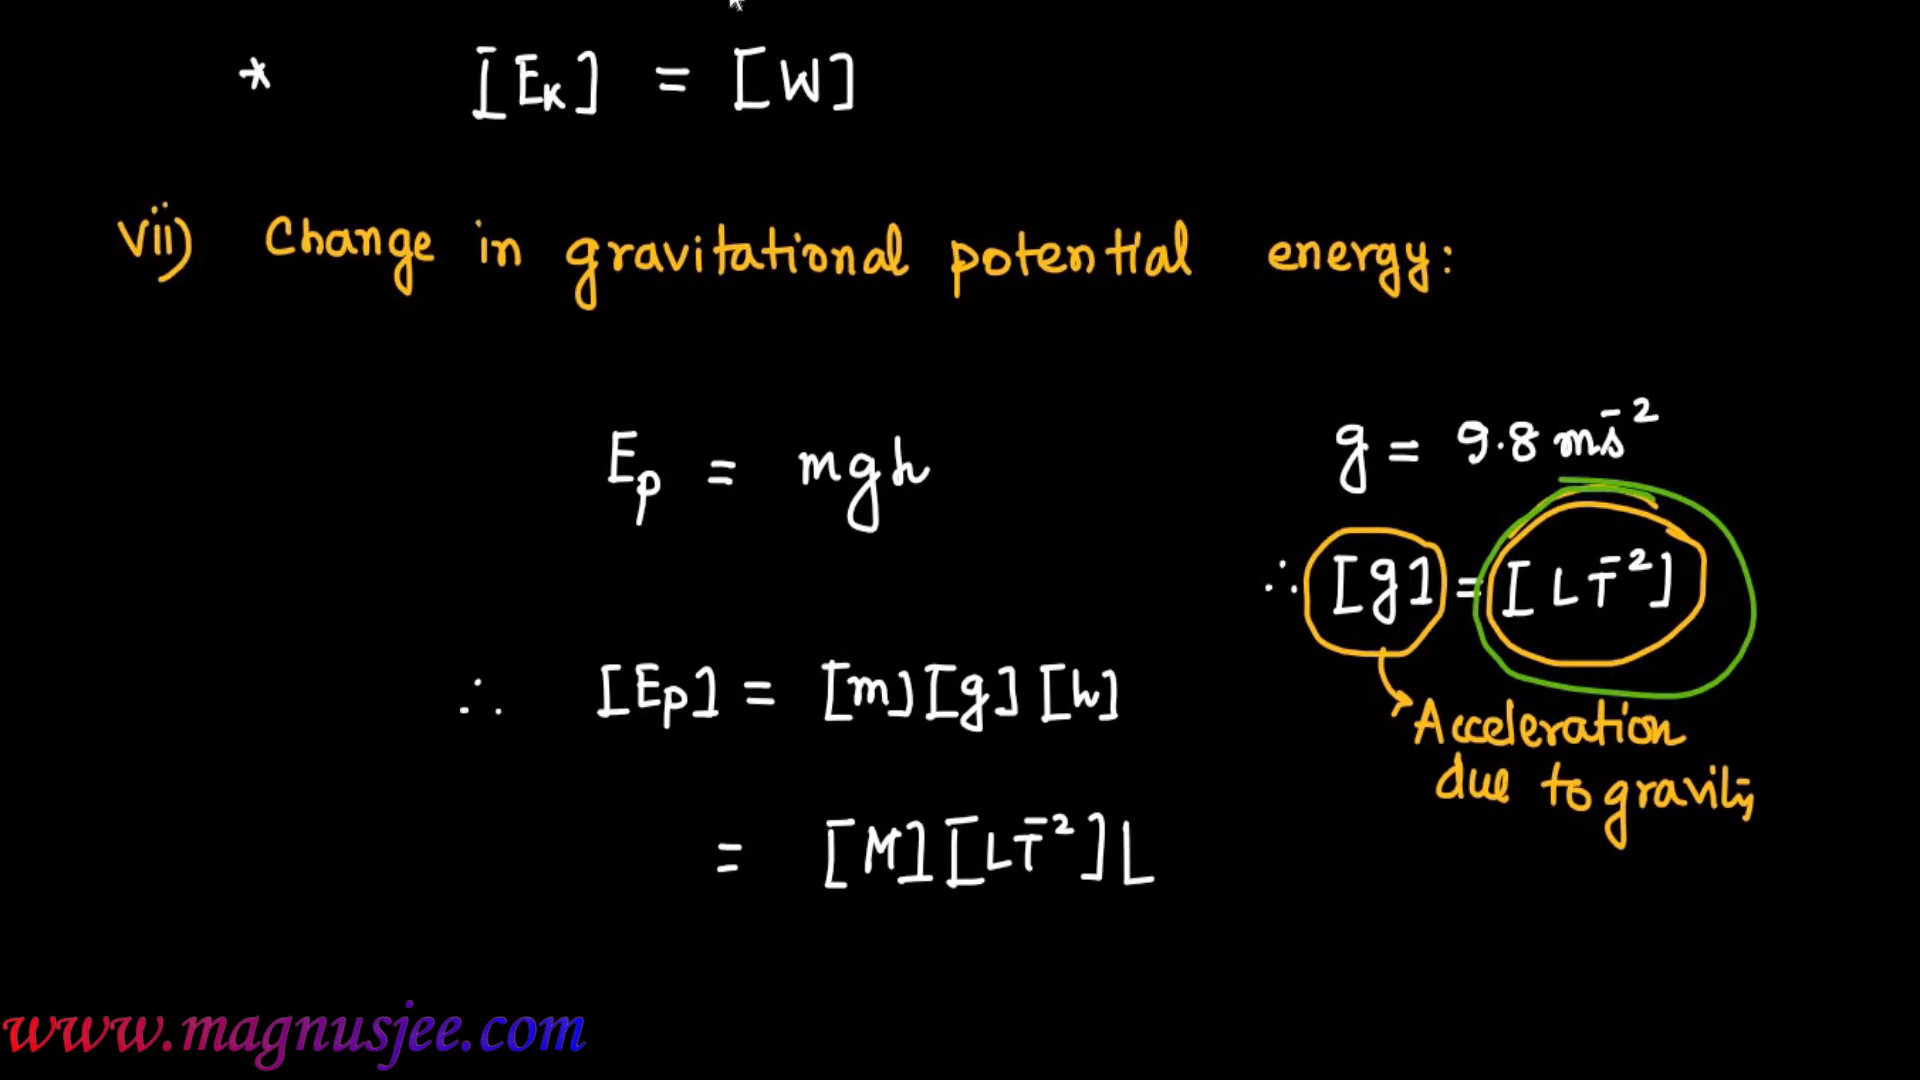 * [Eₖ] = [W]
vii) Change in gravitational potential energy:
Eₚ = mgh
g = 9.8 ms⁻²
∴ [g] = [LT⁻²]
∴ [Eₚ] = [m][g][h]
Acceleration
due to gravity
= [M][LT⁻²]L
www.magnusjee.com